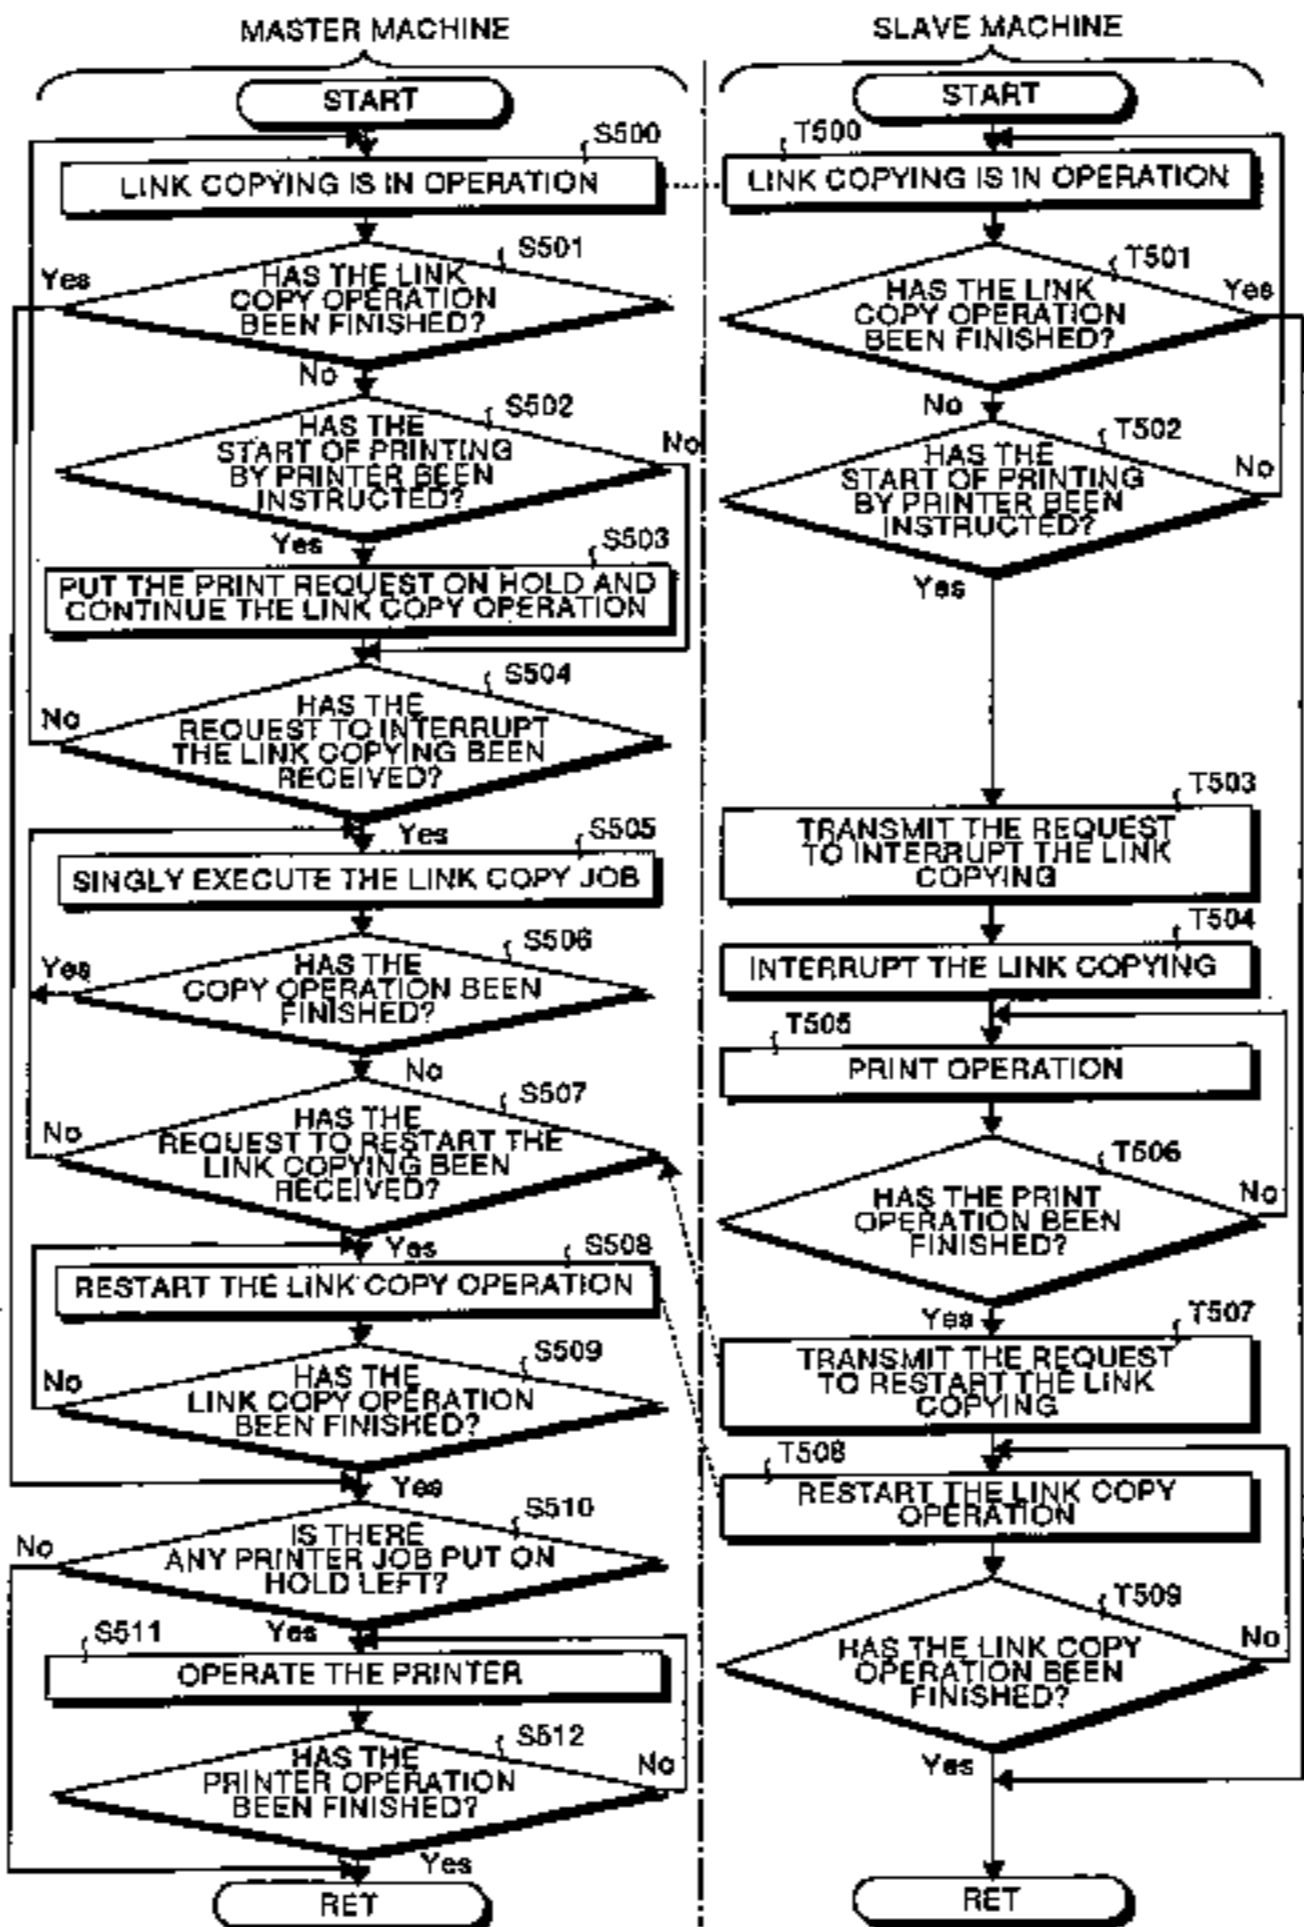 MASTER MACHINE
START
S500
LINK COPYING IS IN OPERATION
S501
Yes
HAS THE LINK
COPY OPERATION
BEEN FINISHED?
No
S502
HAS THE
START OF PRINTING
BY PRINTER BEEN
INSTRUCTED?
No
Yes
S503
PUT THE PRINT REQUEST ON HOLD AND
CONTINUE THE LINK COPY OPERATION
S504
HAS THE
REQUEST TO INTERRUPT
THE LINK COPYING BEEN
RECEIVED?
No
Yes
S505
SINGLY EXECUTE THE LINK COPY JOB
S506
Yes
HAS THE
COPY OPERATION BEEN
FINISHED?
No
S507
HAS THE
REQUEST TO RESTART THE
LINK COPYING BEEN
RECEIVED?
No
Yes
S508
RESTART THE LINK COPY OPERATION
S509
HAS THE
LINK COPY OPERATION
BEEN FINISHED?
No
Yes
S510
IS THERE
ANY PRINTER JOB PUT ON
HOLD LEFT?
No
Yes
S511
OPERATE THE PRINTER
S512
HAS THE
PRINTER OPERATION
BEEN FINISHED?
No
Yes
RET
SLAVE MACHINE
START
T500
LINK COPYING IS IN OPERATION
T501
HAS THE LINK
COPY OPERATION
BEEN FINISHED?
Yes
No
T502
HAS THE
START OF PRINTING
BY PRINTER BEEN
INSTRUCTED?
No
Yes
T503
TRANSMIT THE REQUEST
TO INTERRUPT THE LINK
COPYING
T504
INTERRUPT THE LINK COPYING
T505
PRINT OPERATION
T506
HAS THE PRINT
OPERATION BEEN
FINISHED?
No
Yes
T507
TRANSMIT THE REQUEST
TO RESTART THE LINK
COPYING
T508
RESTART THE LINK COPY
OPERATION
T509
HAS THE LINK COPY
OPERATION BEEN
FINISHED?
No
Yes
RET